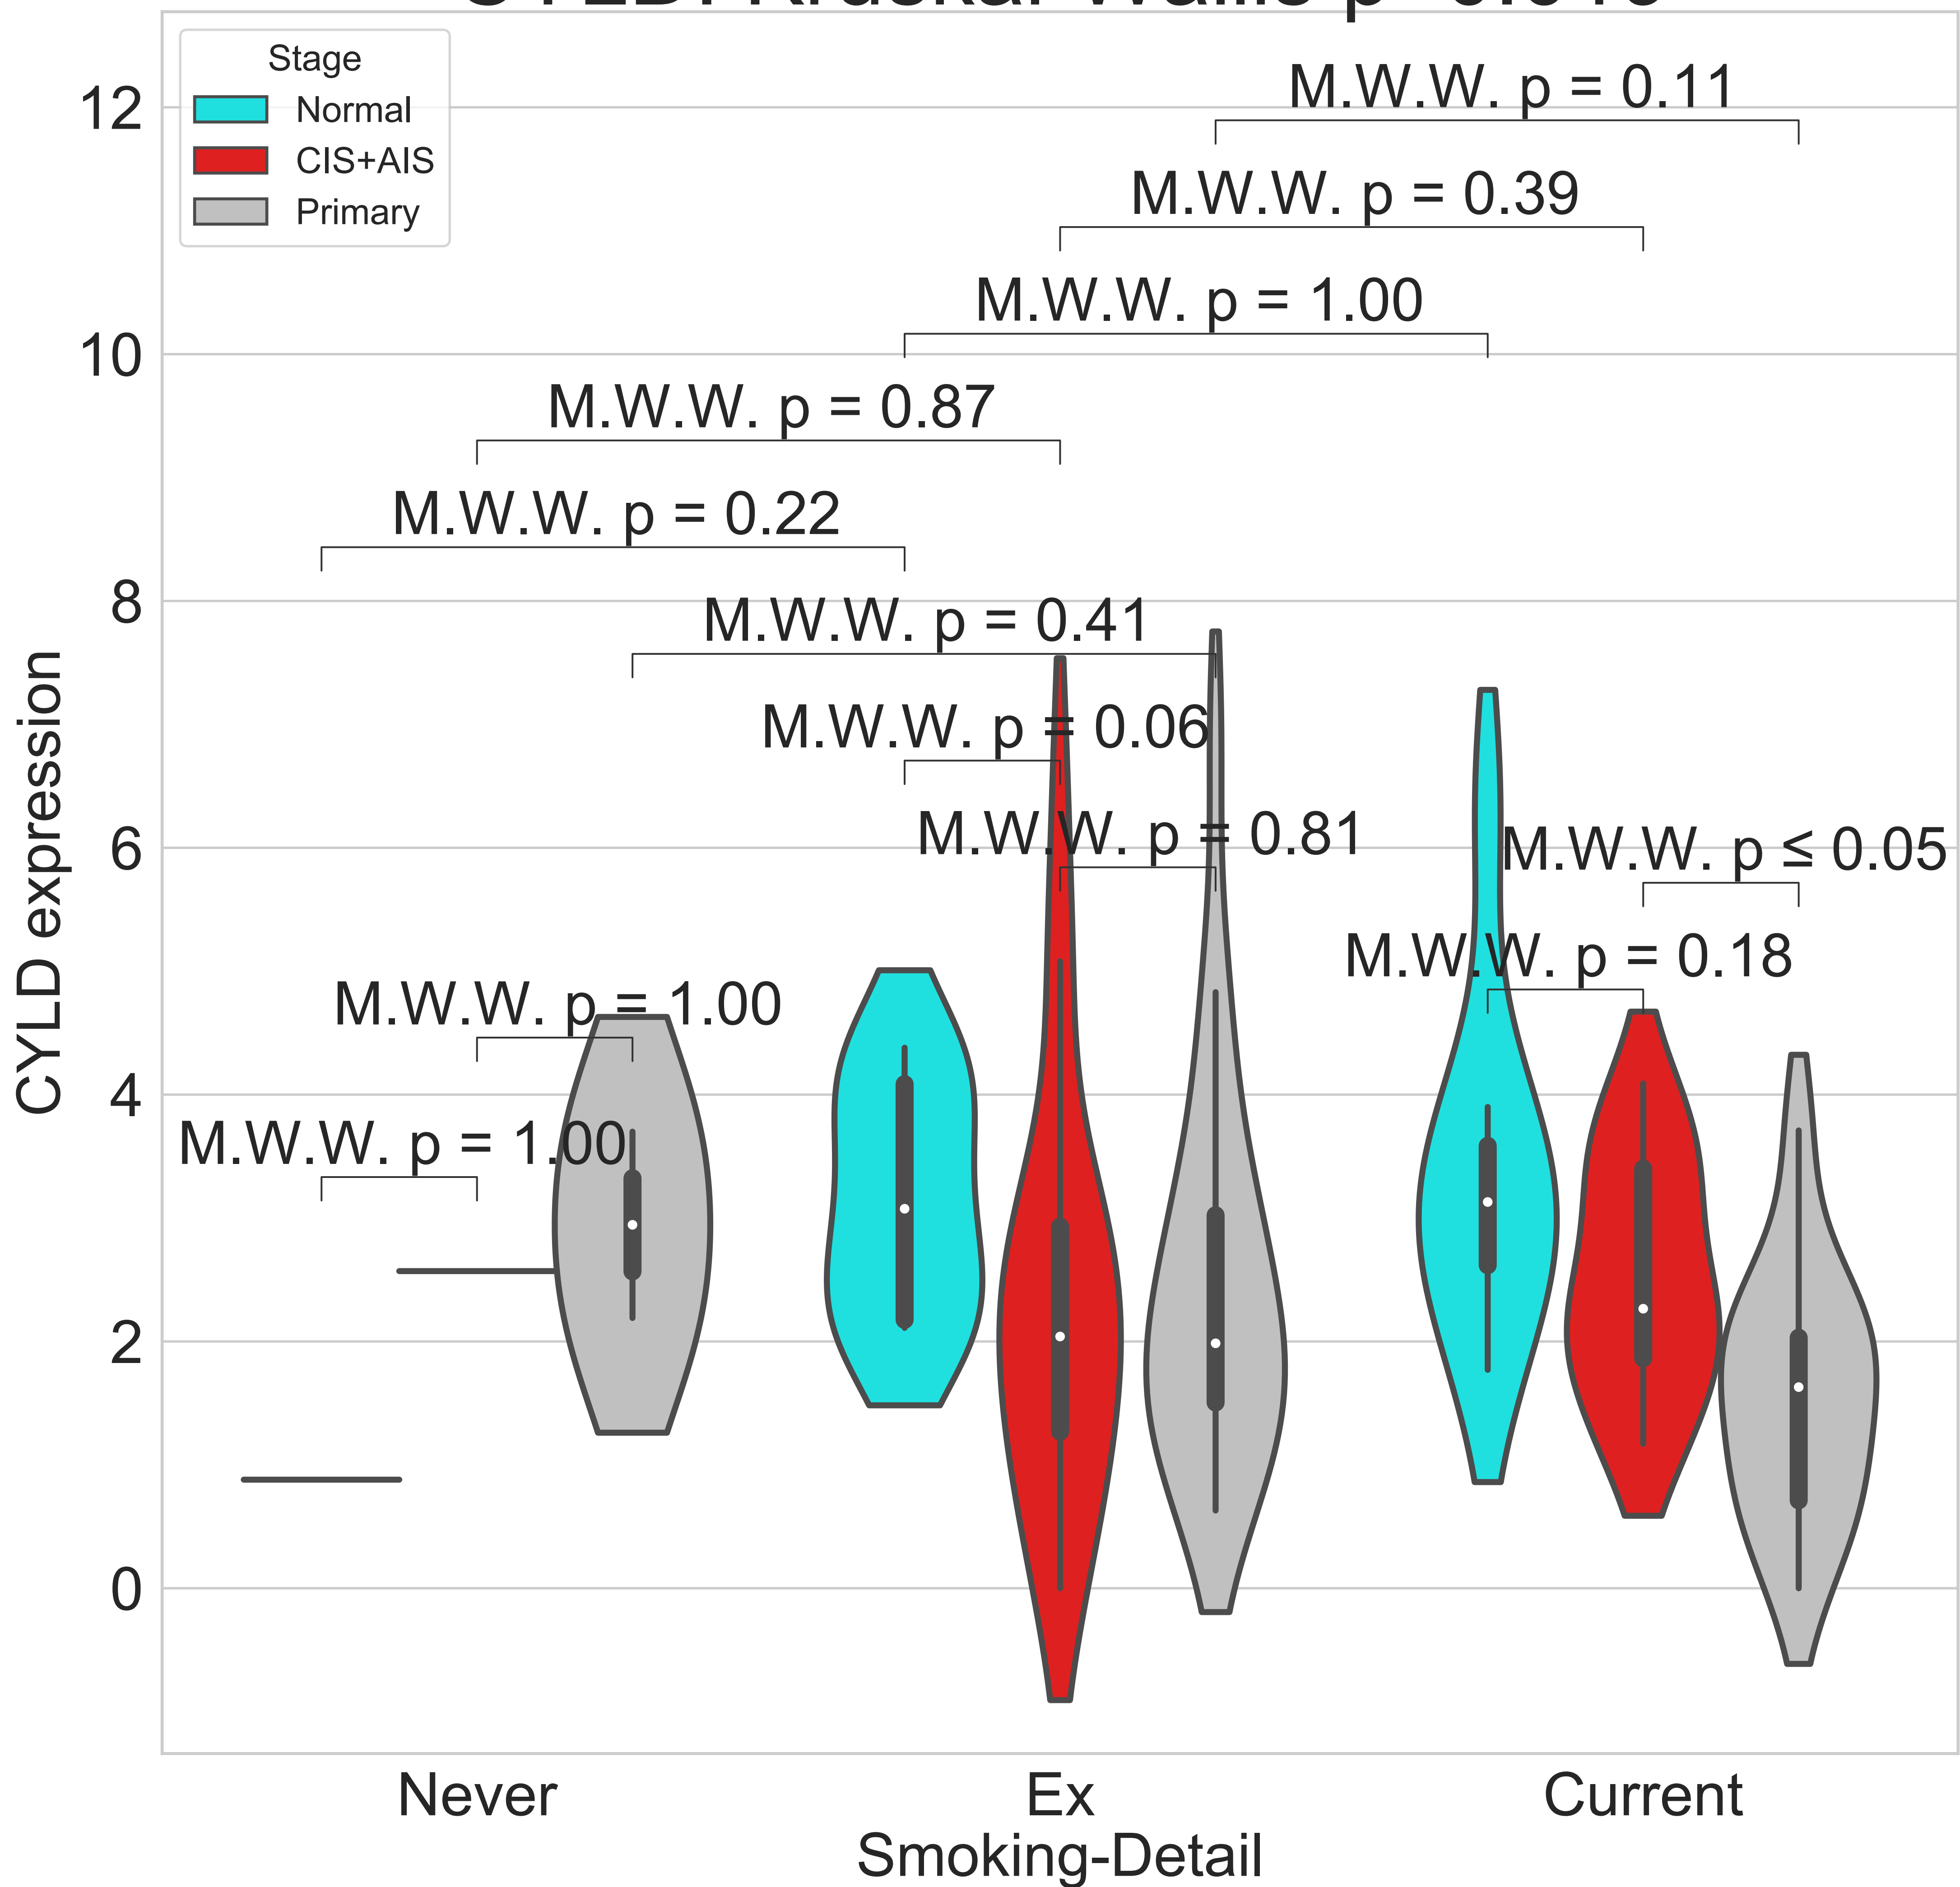 Stage
Normal
CIS+AIS
Primary
M.W.W. p = 0.11
M.W.W. p = 0.39
M.W.W. p = 1.00
M.W.W. p = 0.87
M.W.W. p = 0.22
M.W.W. p = 0.41
M.W.W. p = 0.06
M.W.W. p = 0.81
M.W.W. p ≤ 0.05
M.W.W. p = 0.18
M.W.W. p = 1.00
M.W.W. p = 1.00
12
10
8
6
4
2
0
CYLD expression
Never
Ex
Current
Smoking-Detail